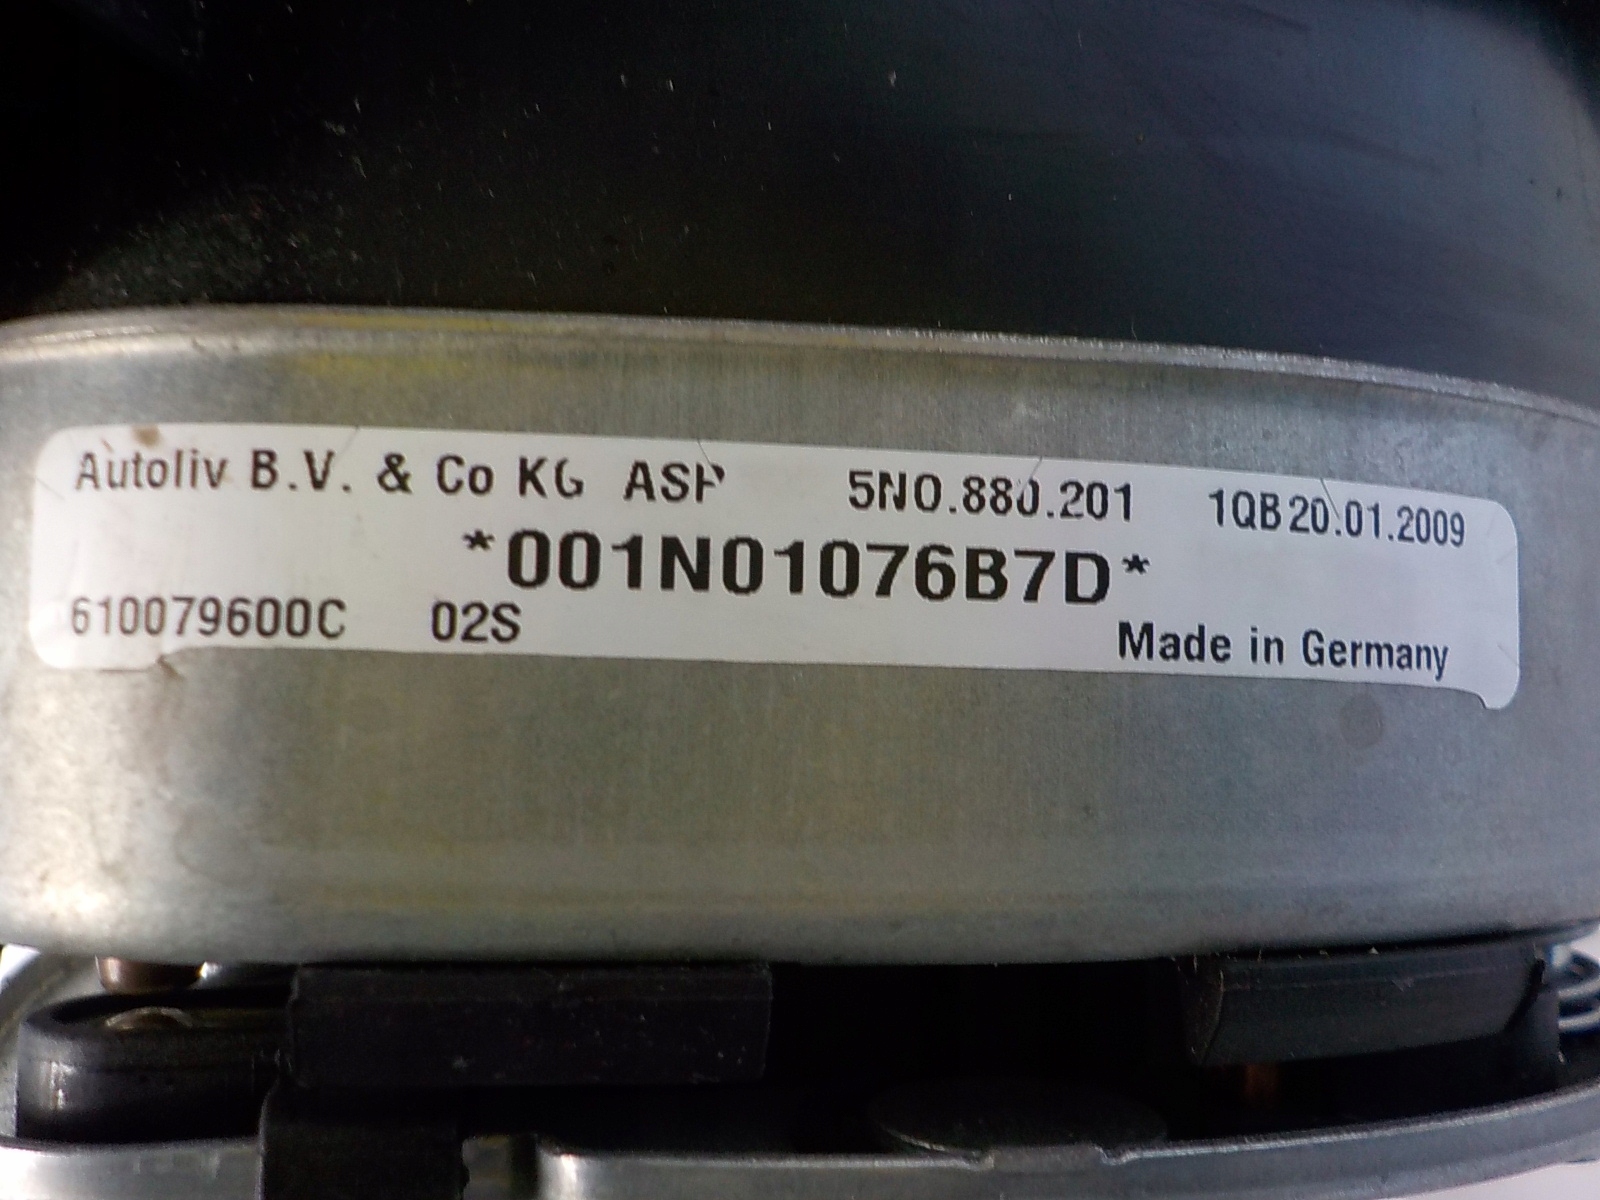 Autoliv B.V. & Co KG ASP 5N0.880.201 1QB 20.01.2009
*001N01076B7D*
610079600C 02S
Made in Germany